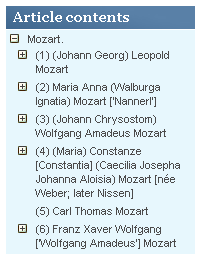 Article contents
Mozart.
(1) (Johann Georg) Leopold
Mozart
(2) Maria Anna (Walburga
Ignatia) Mozart ['Nannerl']
(3) (Johann Chrysostom)
Wolfgang Amadeus Mozart
(4) (Maria) Constanze
[Constantia] (Caecilia Josepha
Johanna Aloisia) Mozart [née
Weber; later Nissen]
(5) Carl Thomas Mozart
(6) Franz Xaver Wolfgang
['Wolfgang Amadeus'] Mozart